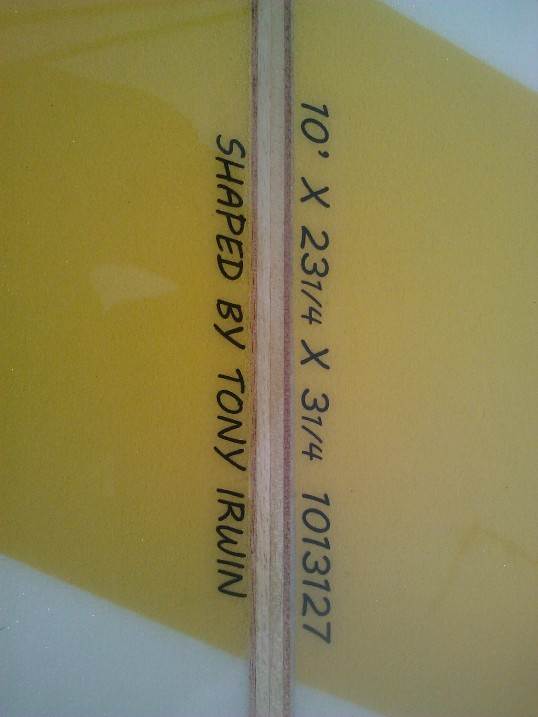 10' X 23 1/4 X 3 1/4 1013127
SHAPED BY TONY IRWIN